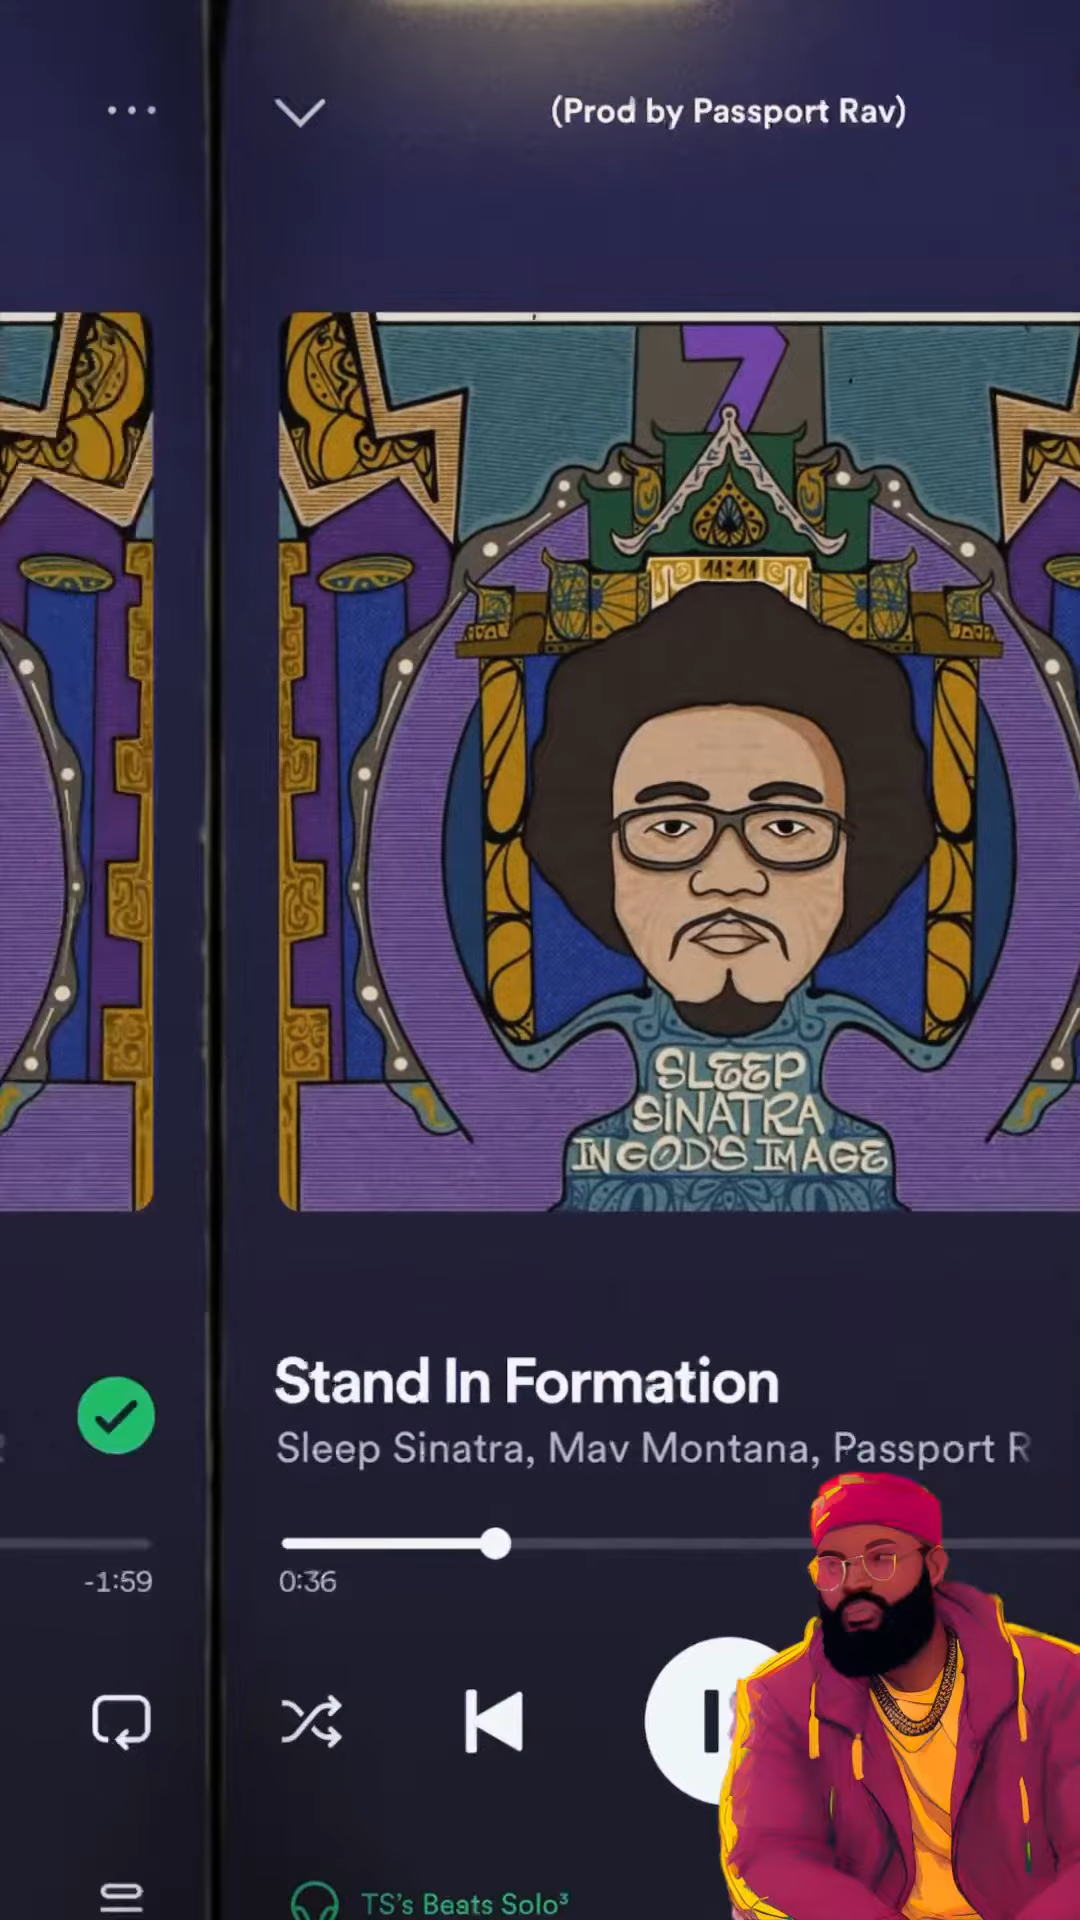 (Prod by Passport Rav)
7
11:11
SLEEP
SINATRA
IN GOD'S IMAGE
Stand In Formation
Sleep Sinatra, Mav Montana, Passport R
-1:59
0:36
TS's Beats Solo³